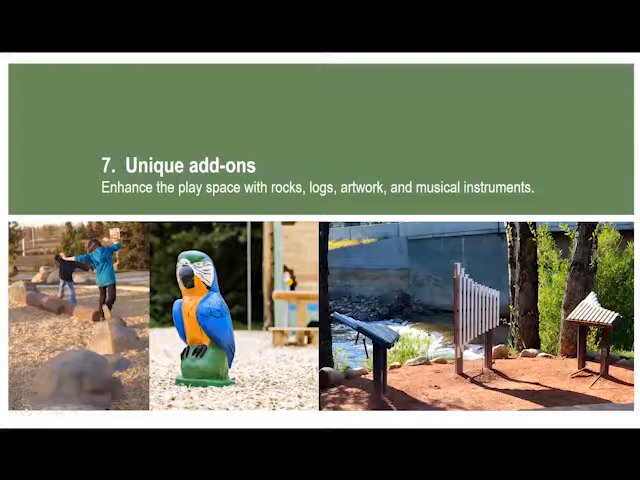 7. Unique add-ons
Enhance the play space with rocks, logs, artwork, and musical instruments.